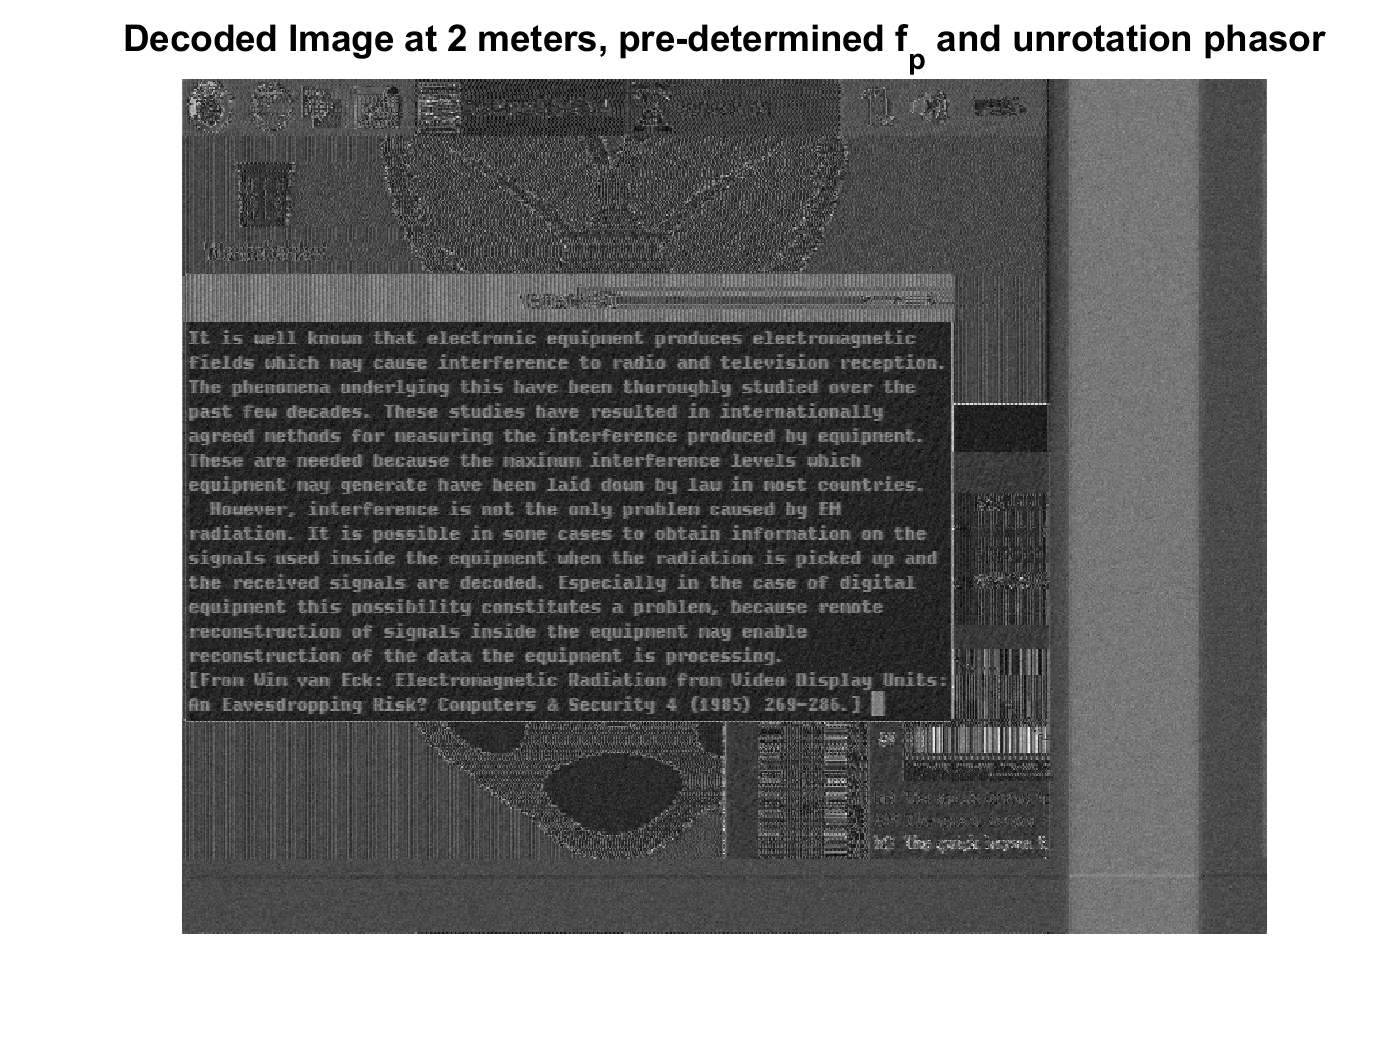 Decoded Image at 2 meters, pre-determined fp and unrotation phasor
Wastebasket
It is well known that electronic equipment produces electromagnetic
fields which may cause interference to radio and television reception.
The phenomena underlying this have been thoroughly studied over the
past few decades. These studies have resulted in internationally
agreed methods for measuring the interference produced by equipment.
These are needed because the maximum interference levels which
equipment may generate have been laid down by law in most countries.
However, interference is not the only problem caused by EM
radiation. It is possible in some cases to obtain information on the
signals used inside the equipment when the radiation is picked up and
the received signals are decoded. Especially in the case of digital
equipment this possibility constitutes a problem, because remote
reconstruction of signals inside the equipment may enable
reconstruction of the data the equipment is processing.
[From Wim van Eck: Electromagnetic Radiation from Video Display Units:
An Eavesdropping Risk? Computers & Security 4 (1985) 269-286.]
The quick brown